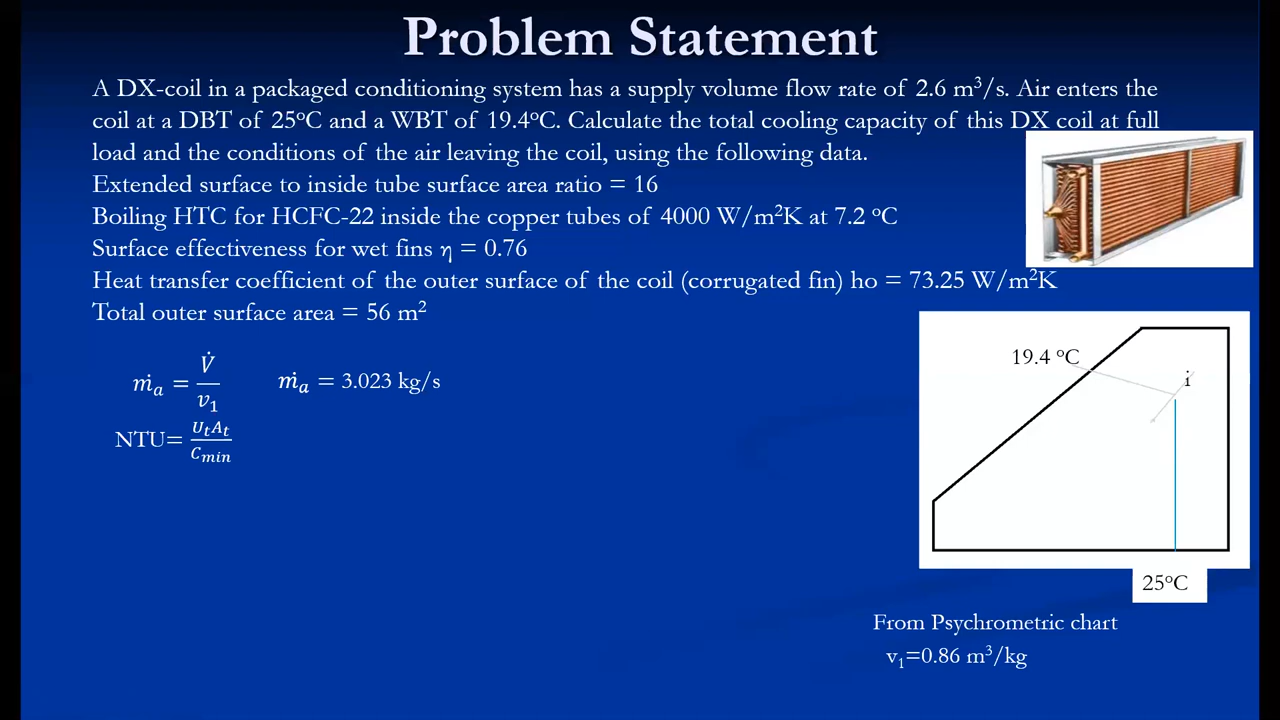 Problem Statement
A DX-coil in a packaged conditioning system has a supply volume flow rate of 2.6 m³/s. Air enters the
coil at a DBT of 25°C and a WBT of 19.4°C. Calculate the total cooling capacity of this DX coil at full
load and the conditions of the air leaving the coil, using the following data.
Extended surface to inside tube surface area ratio = 16
Boiling HTC for HCFC-22 inside the copper tubes of 4000 W/m²K at 7.2 °C
Surface effectiveness for wet fins η = 0.76
Heat transfer coefficient of the outer surface of the coil (corrugated fin) ho = 73.25 W/m²K
Total outer surface area = 56 m²
ṁₐ = V̇ / v₁
ṁₐ = 3.023 kg/s
NTU= UₜAₜ / Cₘᵢₙ
19.4 °C
i
25°C
From Psychrometric chart
v₁=0.86 m³/kg